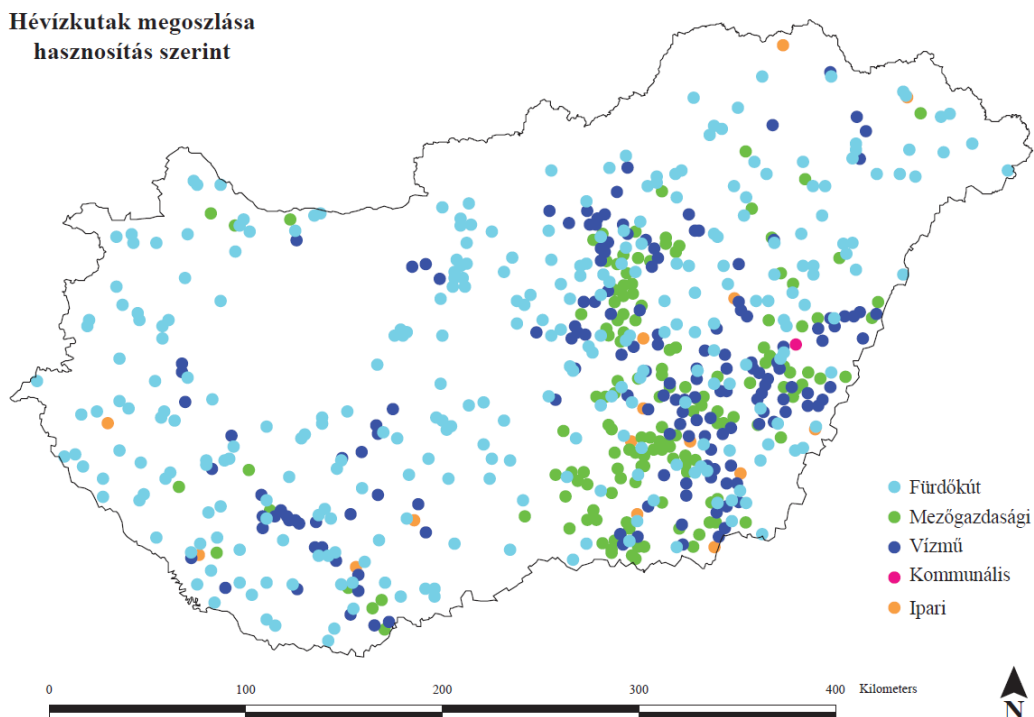 Hévízkutak megoszlása
hasznosítás szerint
Fürdőkút
Mezőgazdasági
Vízmű
Kommunális
Ipari
0 100 200 300 400 Kilometers
N